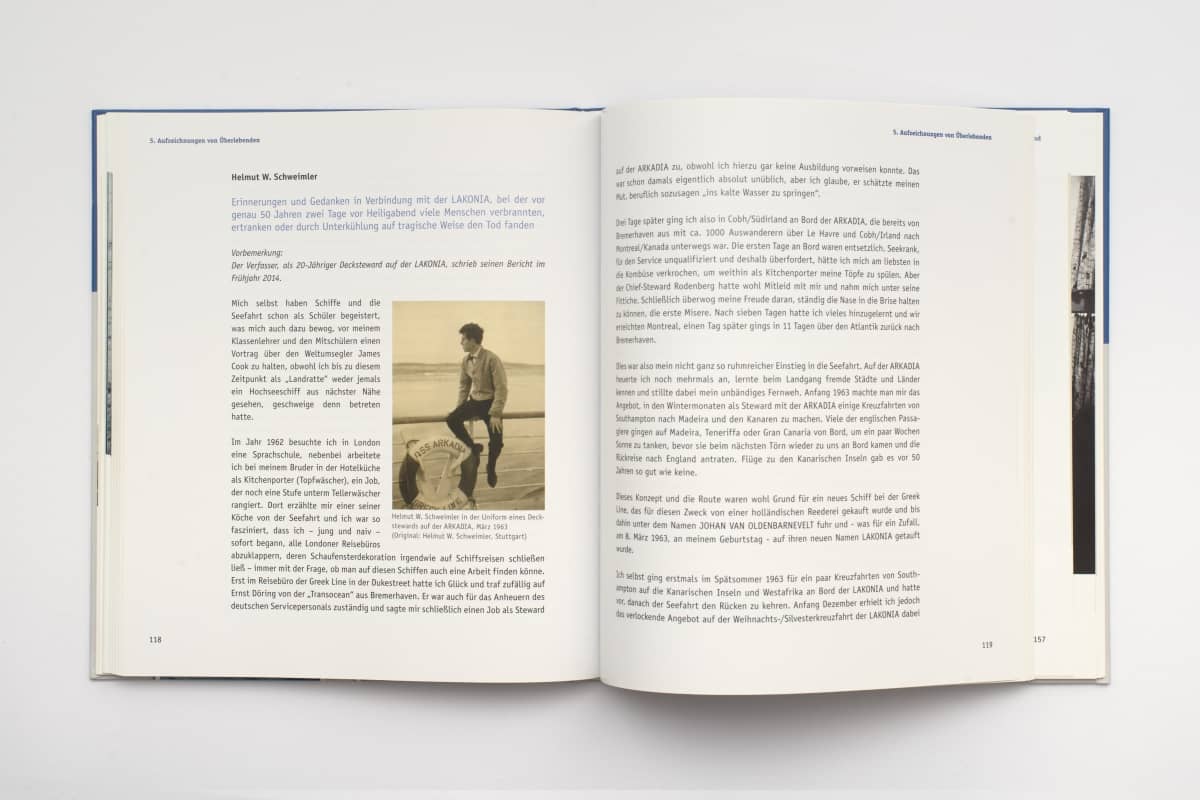 5. Aufzeichnungen von Überlebenden
Helmut W. Schweimler
Erinnerungen und Gedanken in Verbindung mit der LAKONIA, bei der vor
genau 50 Jahren zwei Tage vor Heiligabend viele Menschen verbrannten,
ertranken oder durch Unterkühlung auf tragische Weise den Tod fanden
Vorbemerkung:
Der Verfasser, als 20-Jähriger Decksteward auf der LAKONIA, schrieb seinen Bericht im
Frühjahr 2014.
Mich selbst haben Schiffe und die
Seefahrt schon als Schüler begeistert,
was mich auch dazu bewog, vor meinem
Klassenlehrer und den Mitschülern einen
Vortrag über den Weltumsegler James
Cook zu halten, obwohl ich bis zu diesem
Zeitpunkt als „Landratte“ weder jemals
ein Hochseeschiff aus nächster Nähe
gesehen, geschweige denn betreten
hatte.
Im Jahr 1962 besuchte ich in London
eine Sprachschule, nebenbei arbeitete
ich bei meinem Bruder in der Hotelküche
als Kitchenporter (Topfwäscher), ein Job,
der noch eine Stufe unterm Tellerwäscher
rangiert. Dort erzählte mir einer seiner
Köche von der Seefahrt und ich war so
fasziniert, dass ich – jung und naiv –
sofort begann, alle Londoner Reisebüros
abzuklappern, deren Schaufensterdekoration irgendwie auf Schiffsreisen schließen
ließ – immer mit der Frage, ob man auf diesen Schiffen auch eine Arbeit finden könne.
Erst im Reisebüro der Greek Line in der Dukestreet hatte ich Glück und traf zufällig auf
Ernst Döring von der „Transocean“ aus Bremerhaven. Er war auch für das Anheuern des
deutschen Servicepersonals zuständig und sagte mir schließlich einen Job als Steward
TSS ARKADIA
GREEK LINE
Helmut W. Schweimler in der Uniform eines Deck-
stewards auf der ARKADIA, März 1963
(Original: Helmut W. Schweimler, Stuttgart)
118
5. Aufzeichnungen von Überlebenden
auf der ARKADIA zu, obwohl ich hierzu gar keine Ausbildung vorweisen konnte. Das
war schon damals eigentlich absolut unüblich, aber ich glaube, er schätzte meinen
Mut, beruflich sozusagen „ins kalte Wasser zu springen“.
Drei Tage später ging ich also in Cobh/Südirland an Bord der ARKADIA, die bereits von
Bremerhaven aus mit ca. 1000 Auswanderern über Le Havre und Cobh/Irland nach
Montreal/Kanada unterwegs war. Die ersten Tage an Bord waren entsetzlich. Seekrank,
für den Service unqualifiziert und deshalb überfordert, hätte ich mich am liebsten in
die Kombüse verkrochen, um weithin als Kitchenporter meine Töpfe zu spülen. Aber
der Chief-Steward Rodenberg hatte wohl Mitleid mit mir und nahm mich unter seine
Fittiche. Schließlich überwog meine Freude daran, ständig die Nase in die Brise halten
zu können, die erste Misere. Nach sieben Tagen hatte ich vieles hinzugelernt und wir
erreichten Montreal, einen Tag später gings in 11 Tagen über den Atlantik zurück nach
Bremerhaven.
Dies war also mein nicht ganz so ruhmreicher Einstieg in die Seefahrt. Auf der ARKADIA
heuerte ich noch mehrmals an, lernte beim Landgang fremde Städte und Länder
kennen und stillte dabei mein unbändiges Fernweh. Anfang 1963 machte man mir das
Angebot, in den Wintermonaten als Steward mit der ARKADIA einige Kreuzfahrten von
Southampton nach Madeira und den Kanaren zu machen. Viele der englischen Passa-
giere gingen auf Madeira, Teneriffa oder Gran Canaria von Bord, um ein paar Wochen
Sonne zu tanken, bevor sie beim nächsten Törn wieder zu uns an Bord kamen und die
Rückreise nach England antraten. Flüge zu den Kanarischen Inseln gab es vor 50
Jahren so gut wie keine.
Dieses Konzept und die Route waren wohl Grund für ein neues Schiff bei der Greek
Line, das für diesen Zweck von einer holländischen Reederei gekauft wurde und bis
dahin unter dem Namen JOHAN VAN OLDENBARNEVELT fuhr und - was für ein Zufall,
am 8. März 1963, an meinem Geburtstag - auf ihren neuen Namen LAKONIA getauft
wurde.
Ich selbst ging erstmals im Spätsommer 1963 für ein paar Kreuzfahrten von South-
ampton auf die Kanarischen Inseln und Westafrika an Bord der LAKONIA und hatte
vor, danach der Seefahrt den Rücken zu kehren. Anfang Dezember erhielt ich jedoch
das verlockende Angebot auf der Weihnachts-/Silvesterkreuzfahrt der LAKONIA dabei
119
157